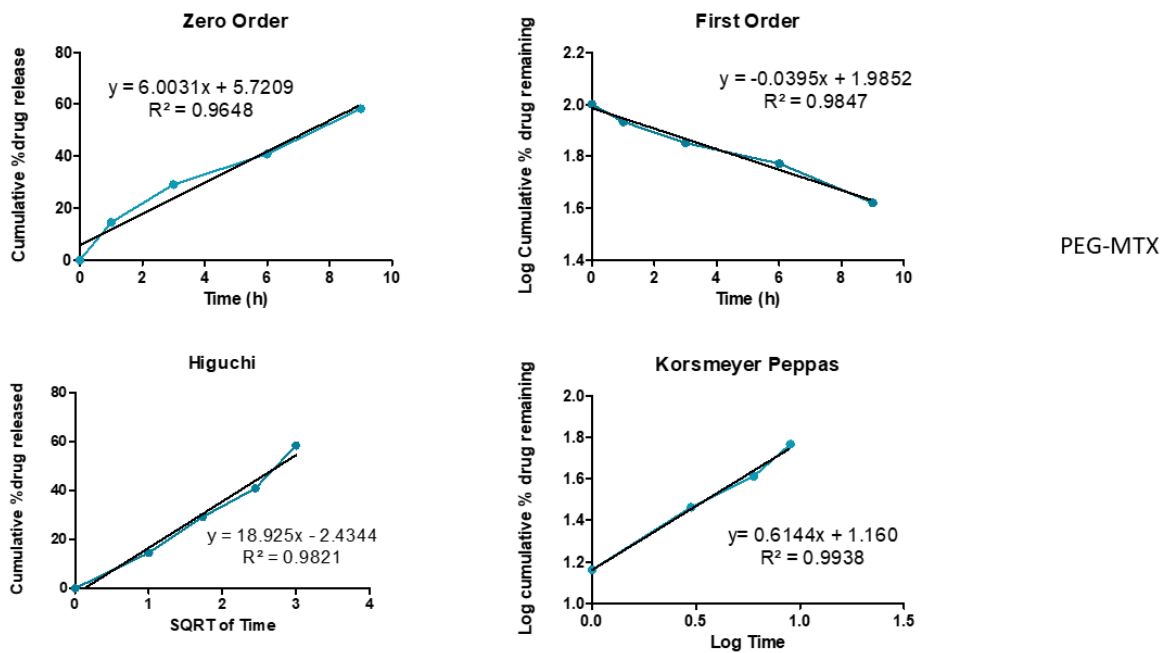 Zero Order
Cumulative %drug release
80
60
40
20
0
y = 6.0031x + 5.7209
R² = 0.9648
0 2 4 6 8 10
Time (h)
First Order
Log Cumulative % drug remaining
2.2
2.0
1.8
1.6
1.4
y = -0.0395x + 1.9852
R² = 0.9847
0 2 4 6 8 10
Time (h)
PEG-MTX
Higuchi
Cumulative %drug released
80
60
40
20
0
y = 18.925x - 2.4344
R² = 0.9821
0 1 2 3 4
SQRT of Time
Korsmeyer Peppas
Log cumulative % drug remaining
2.0
1.8
1.6
1.4
1.2
1.0
y= 0.6144x + 1.160
R² = 0.9938
0.0 0.5 1.0 1.5
Log Time